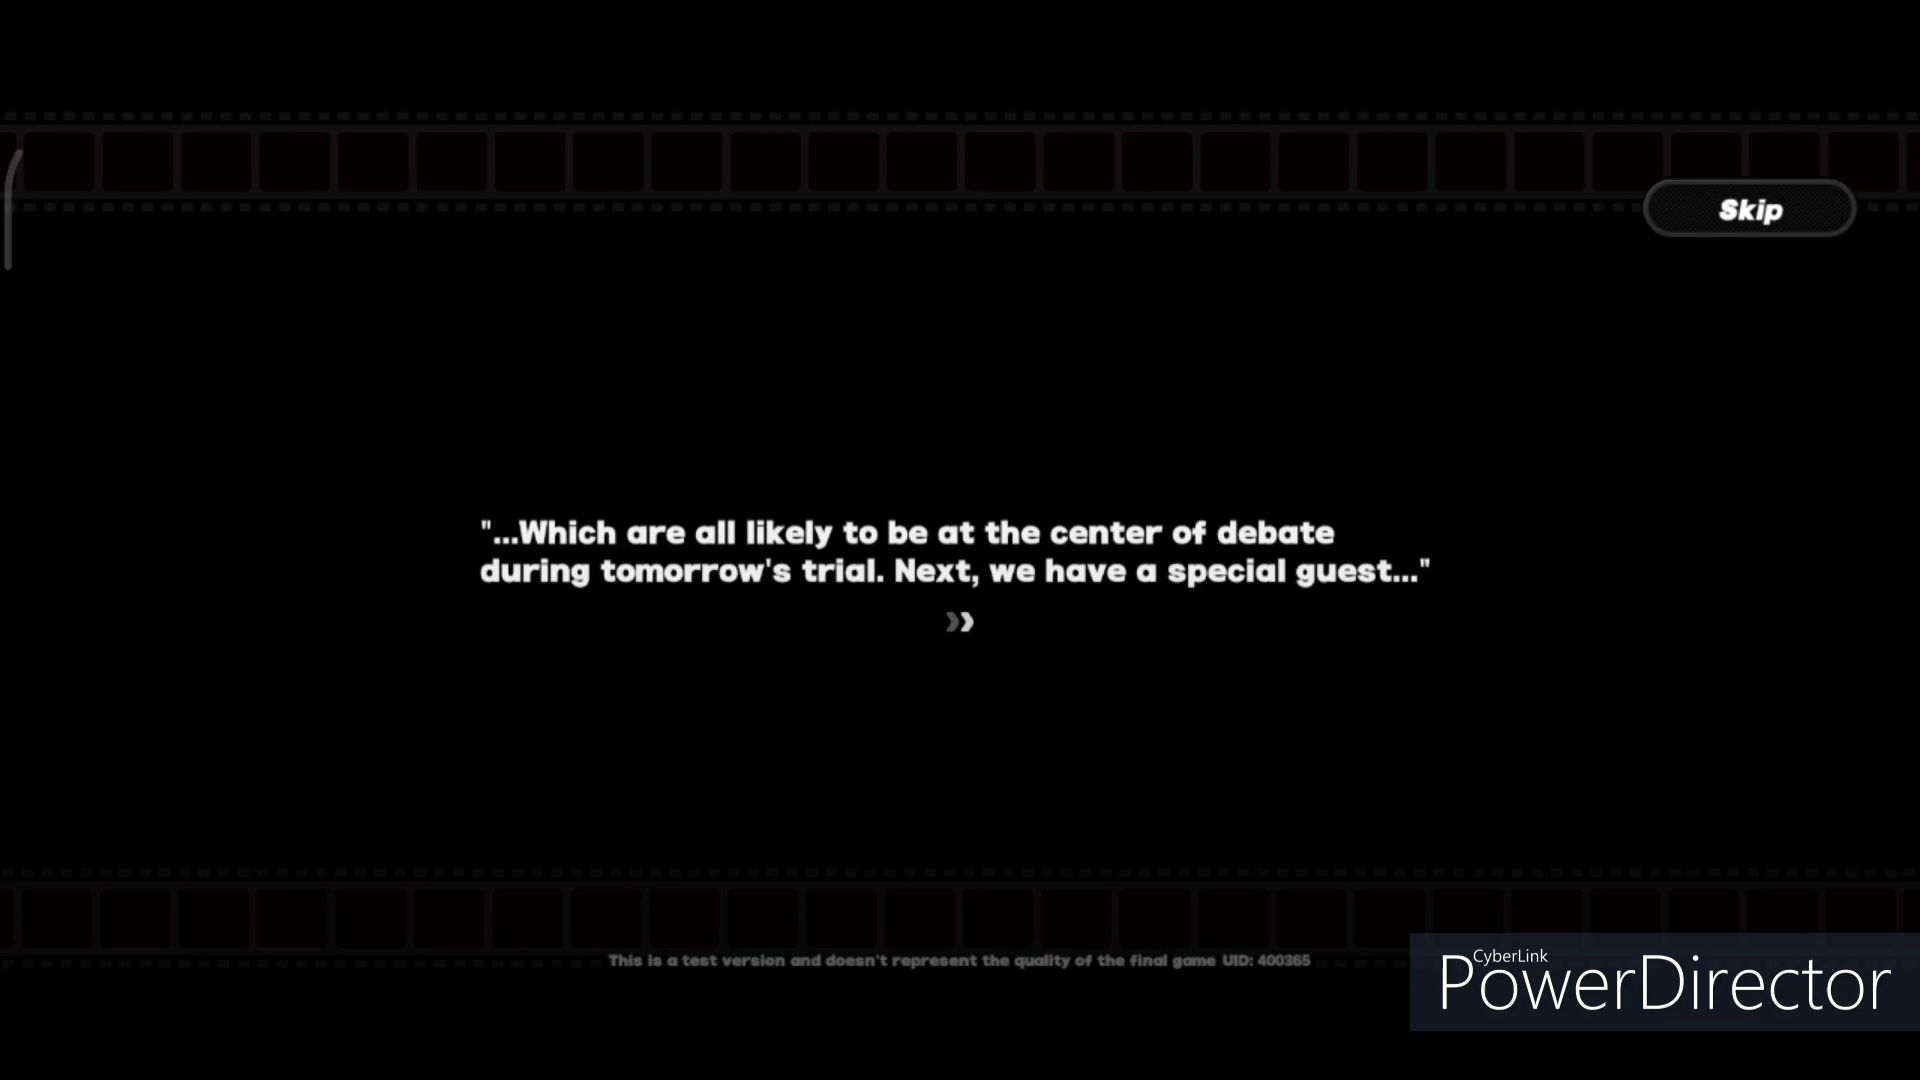 Skip
"...Which are all likely to be at the center of debate
during tomorrow's trial. Next, we have a special guest..."
This is a test version and doesn't represent the quality of the final game UID: 400365
CyberLink
PowerDirector